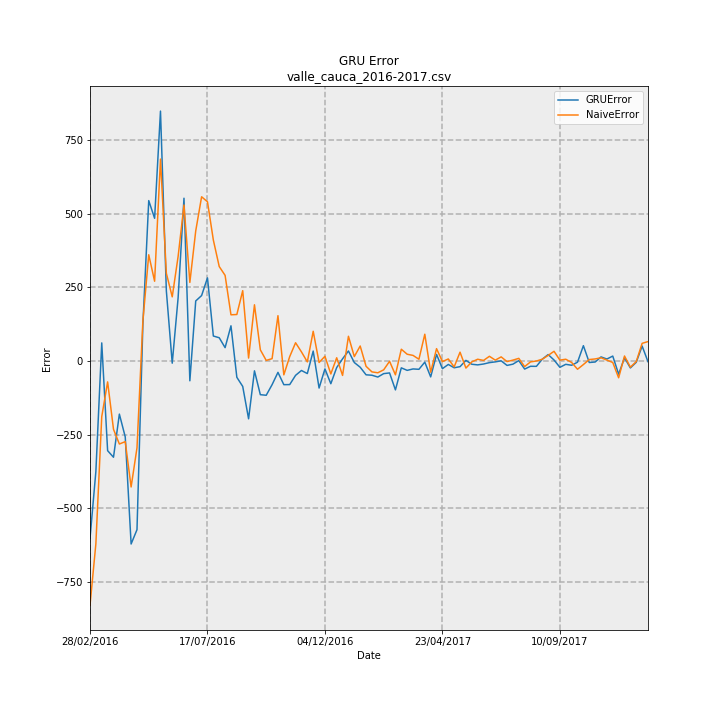 GRU Error
valle_cauca_2016-2017.csv
GRUError
NaiveError
750
500
250
0
−250
−500
−750
Error
28/02/2016
17/07/2016
04/12/2016
23/04/2017
10/09/2017
Date